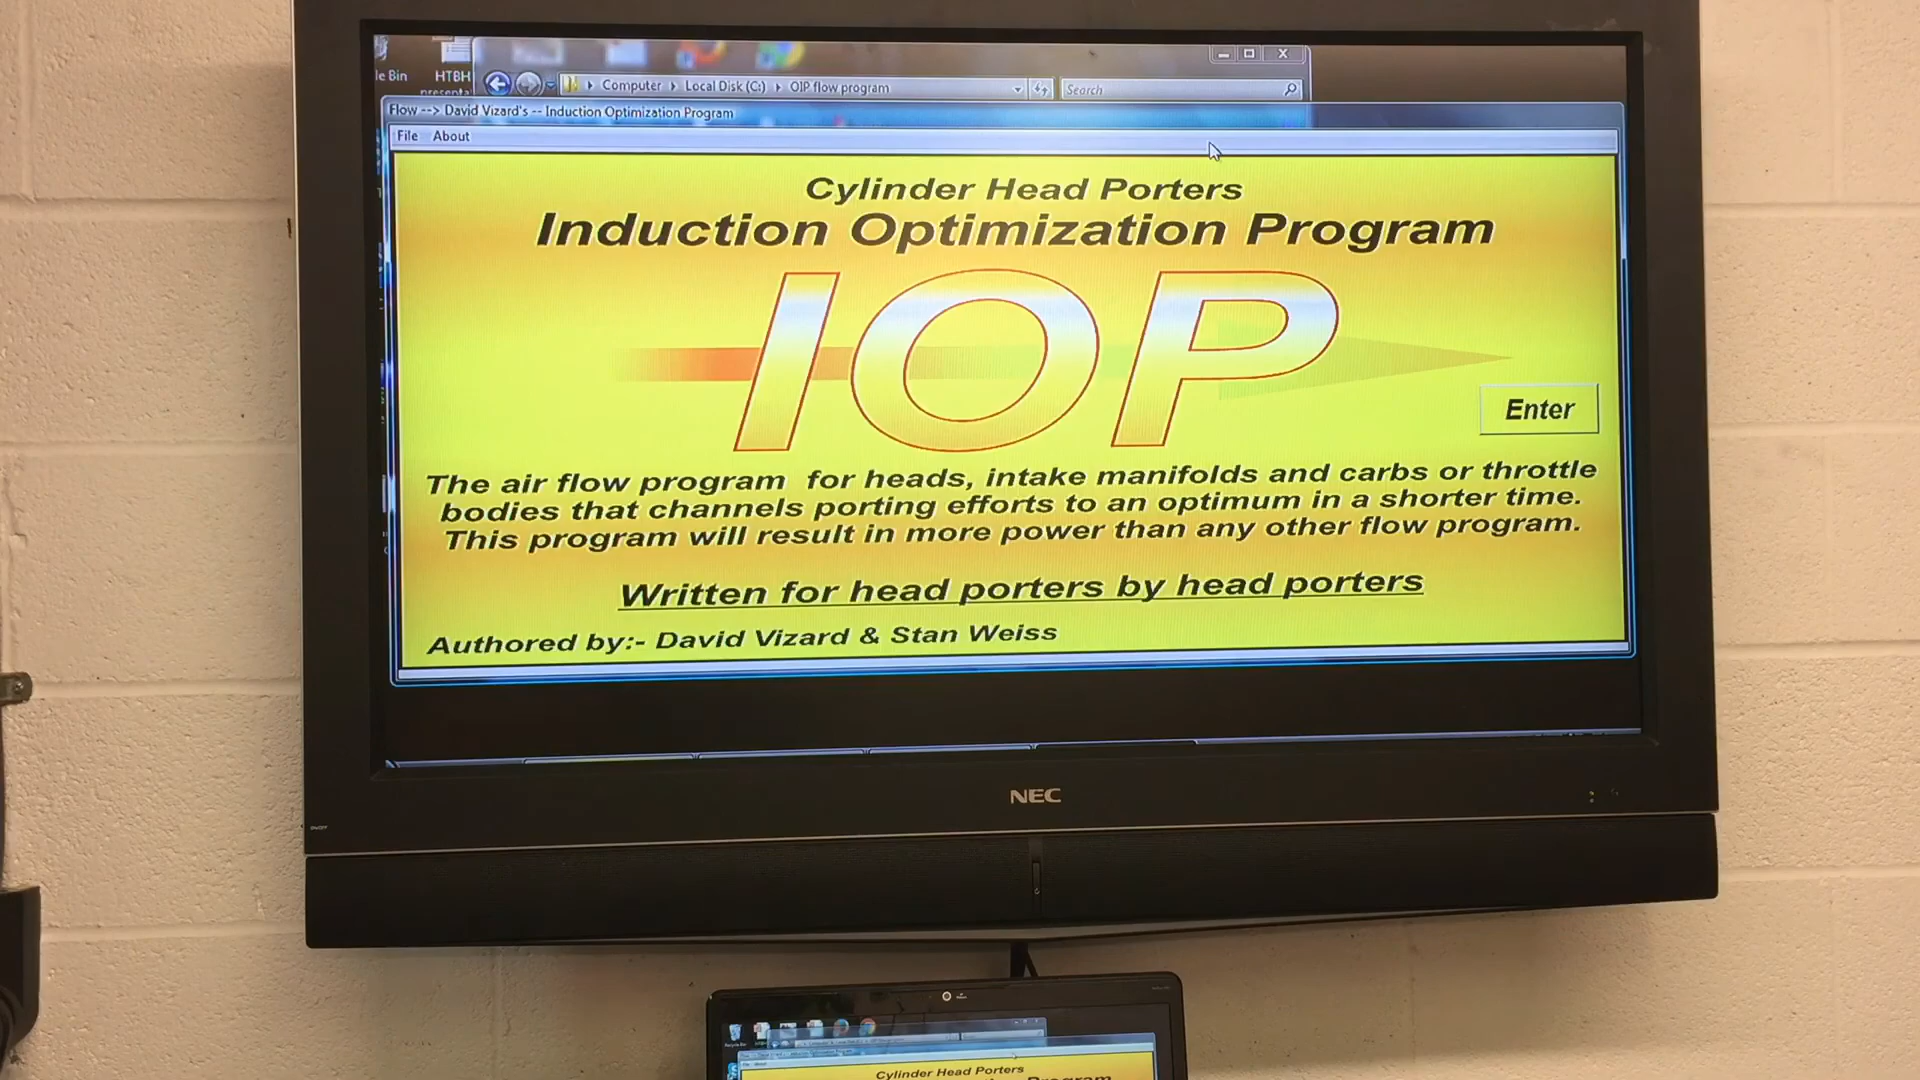 le Bin
HTBH
Computer
Local Disk (C:)
OIP flow program
Search
Flow --> David Vizard's -- Induction Optimization Program
File About
Cylinder Head Porters
Induction Optimization Program
IOP
Enter
The air flow program for heads, intake manifolds and carbs or throttle
bodies that channels porting efforts to an optimum in a shorter time.
This program will result in more power than any other flow program.
Written for head porters by head porters
Authored by:- David Vizard & Stan Weiss
NEC
Cylinder Head Porters